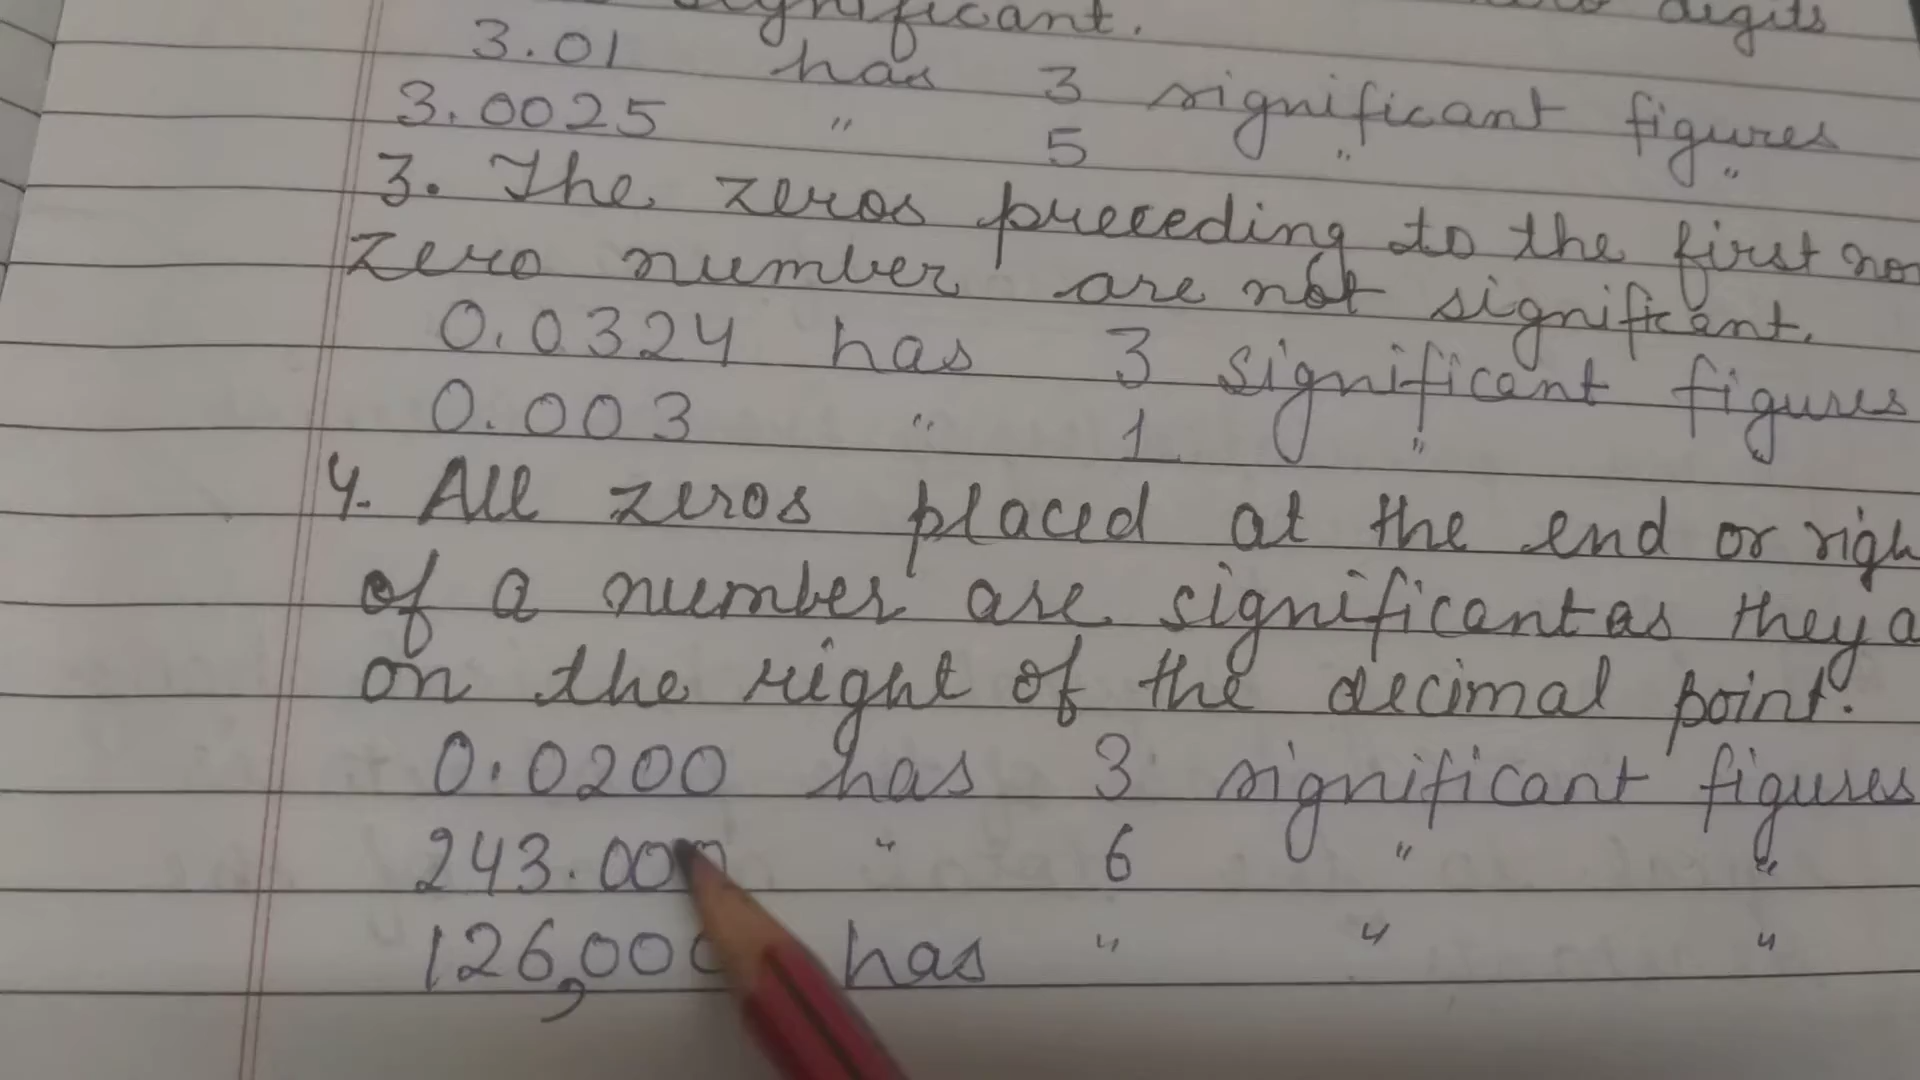 significant. digits
3.01 has 3 significant figures
3.0025 " 5 " "
3. The zeros preceding to the first non
zero number are not significant.
0.0324 has 3 significant figures
0.003 " 1 "
4. All zeros placed at the end or righ
of a number are significant as they a
on the right of the decimal point.
0.0200 has 3 significant figures
243.000 " 6 " "
126,000 has " " "